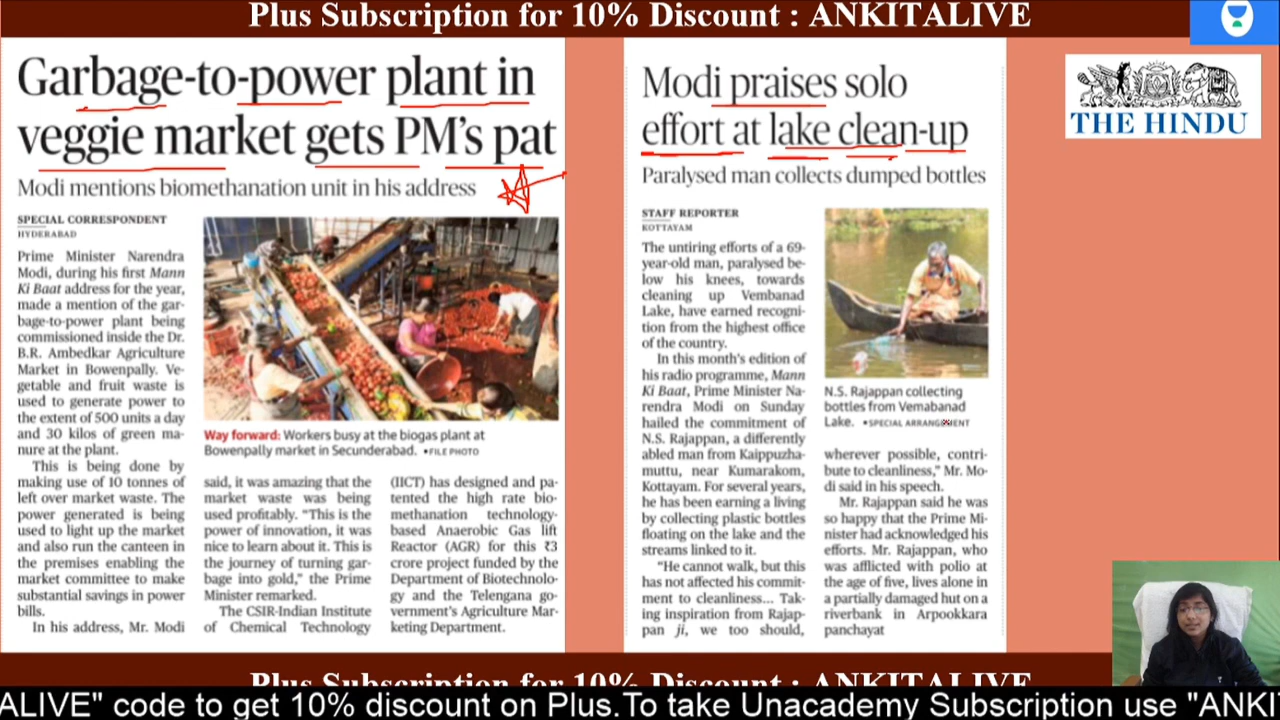 Plus Subscription for 10% Discount : ANKITALIVE
Garbage-to-power plant in
veggie market gets PM's pat
Modi mentions biomethanation unit in his address
SPECIAL CORRESPONDENT
HYDERABAD
Prime Minister Narendra
Modi, during his first Mann
Ki Baat address for the year,
made a mention of the gar-
bage-to-power plant being
commissioned inside the Dr.
B.R. Ambedkar Agriculture
Market in Bowenpally. Ve-
getable and fruit waste is
used to generate power to
the extent of 500 units a day
and 30 kilos of green ma-
nure at the plant.
This is being done by
making use of 10 tonnes of
left over market waste. The
power generated is being
used to light up the market
and also run the canteen in
the premises enabling the
market committee to make
substantial savings in power
bills.
In his address, Mr. Modi
Way forward: Workers busy at the biogas plant at
Bowenpally market in Secunderabad. •FILE PHOTO
said, it was amazing that the
market waste was being
used profitably. "This is the
power of innovation, it was
nice to learn about it. This is
the journey of turning gar-
bage into gold," the Prime
Minister remarked.
The CSIR-Indian Institute
of Chemical Technology
(IICT) has designed and pa-
tented the high rate bio-
methanation technology-
based Anaerobic Gas lift
Reactor (AGR) for this ₹3
crore project funded by the
Department of Biotechnolo-
gy and the Telengana go-
vernment's Agriculture Mar-
keting Department.
Modi praises solo
effort at lake clean-up
Paralysed man collects dumped bottles
STAFF REPORTER
KOTTAYAM
The untiring efforts of a 69-
year-old man, paralysed be-
low his knees, towards
cleaning up Vembanad
Lake, have earned recogni-
tion from the highest office
of the country.
In this month's edition of
his radio programme, Mann
Ki Baat, Prime Minister Na-
rendra Modi on Sunday
hailed the commitment of
N.S. Rajappan, a differently
abled man from Kaippuzha-
muttu, near Kumarakom,
Kottayam. For several years,
he has been earning a living
by collecting plastic bottles
floating on the lake and the
streams linked to it.
"He cannot walk, but this
has not affected his commit-
ment to cleanliness... Tak-
ing inspiration from Rajap-
pan ji, we too should,
N.S. Rajappan collecting
bottles from Vemabanad
Lake. •SPECIAL ARRANGEMENT
wherever possible, contri-
bute to cleanliness," Mr. Mo-
di said in his speech.
Mr. Rajappan said he was
so happy that the Prime Mi-
nister had acknowledged his
efforts. Mr. Rajappan, who
was afflicted with polio at
the age of five, lives alone in
a partially damaged hut on a
riverbank in Arpookkara
panchayat
THE HINDU
Plus Subscription for 10% Discount : ANKITALIVE
ALIVE" code to get 10% discount on Plus.To take Unacademy Subscription use "ANKI